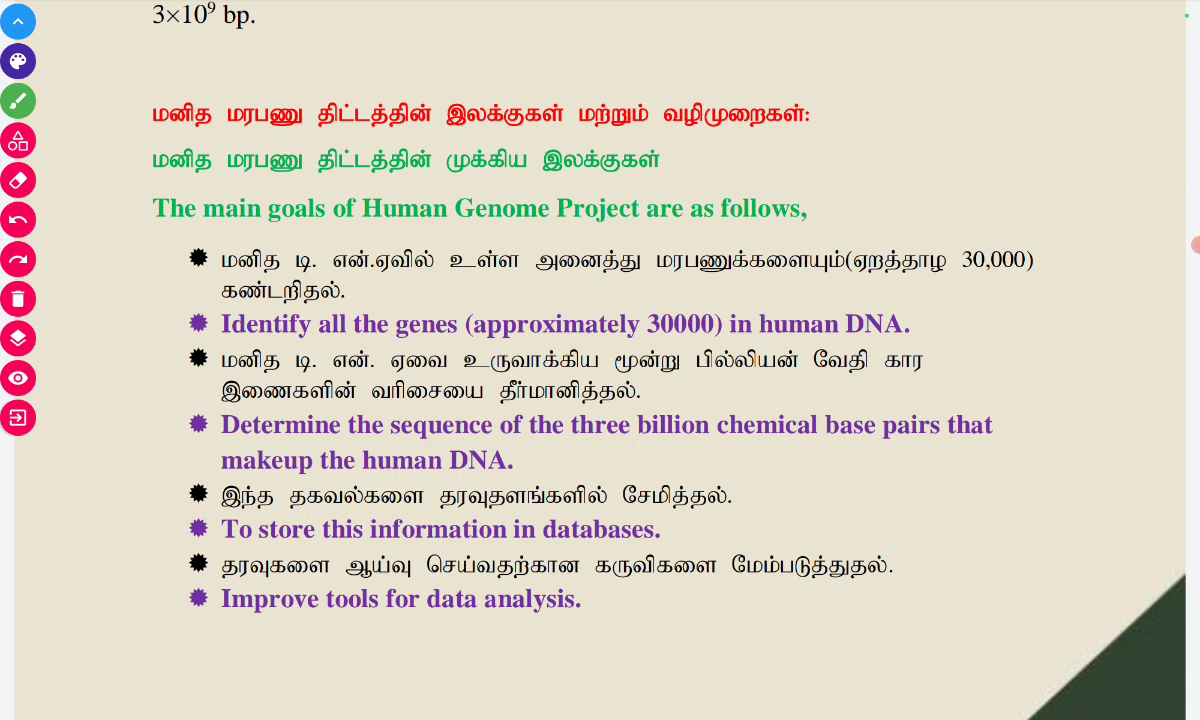 3×10⁹ bp.
மனித மரபணு திட்டத்தின் இலக்குகள் மற்றும் வழிமுறைகள்:
மனித மரபணு திட்டத்தின் முக்கிய இலக்குகள்
The main goals of Human Genome Project are as follows,
மனித டி. என்.ஏவில் உள்ள அனைத்து மரபணுக்களையும்(ஏறத்தாழ 30,000)
கண்டறிதல்.
Identify all the genes (approximately 30000) in human DNA.
மனித டி. என். ஏவை உருவாக்கிய மூன்று பில்லியன் வேதி கார
இணைகளின் வரிசையை தீர்மானித்தல்.
Determine the sequence of the three billion chemical base pairs that
makeup the human DNA.
இந்த தகவல்களை தரவுதளங்களில் சேமித்தல்.
To store this information in databases.
தரவுகளை ஆய்வு செய்வதற்கான கருவிகளை மேம்படுத்துதல்.
Improve tools for data analysis.